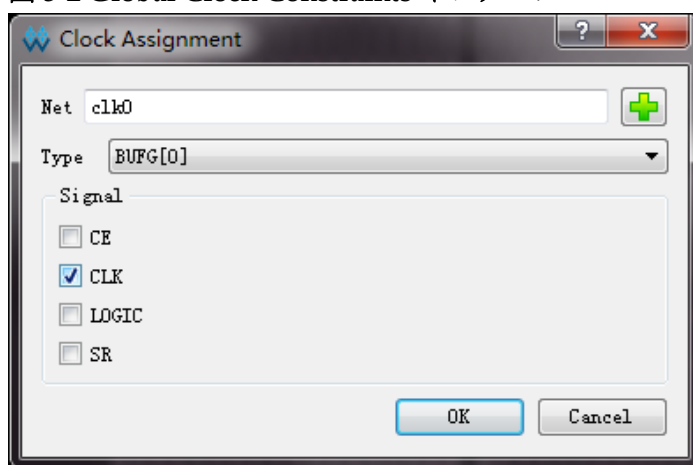 Clock Assignment
Net clk0
Type BUFG[0]
Signal
CE
CLK
LOGIC
SR
OK Cancel